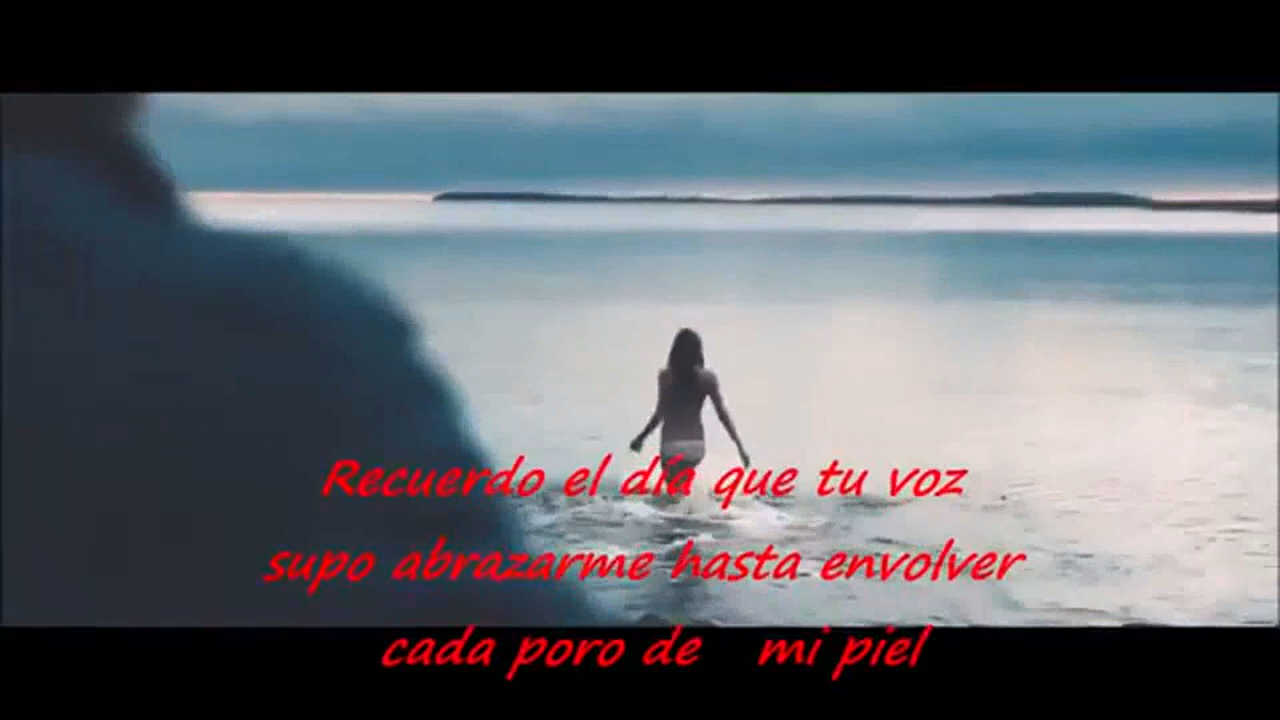 Recuerdo el día que tu voz
supo abrazarme hasta envolver
cada poro de mi piel